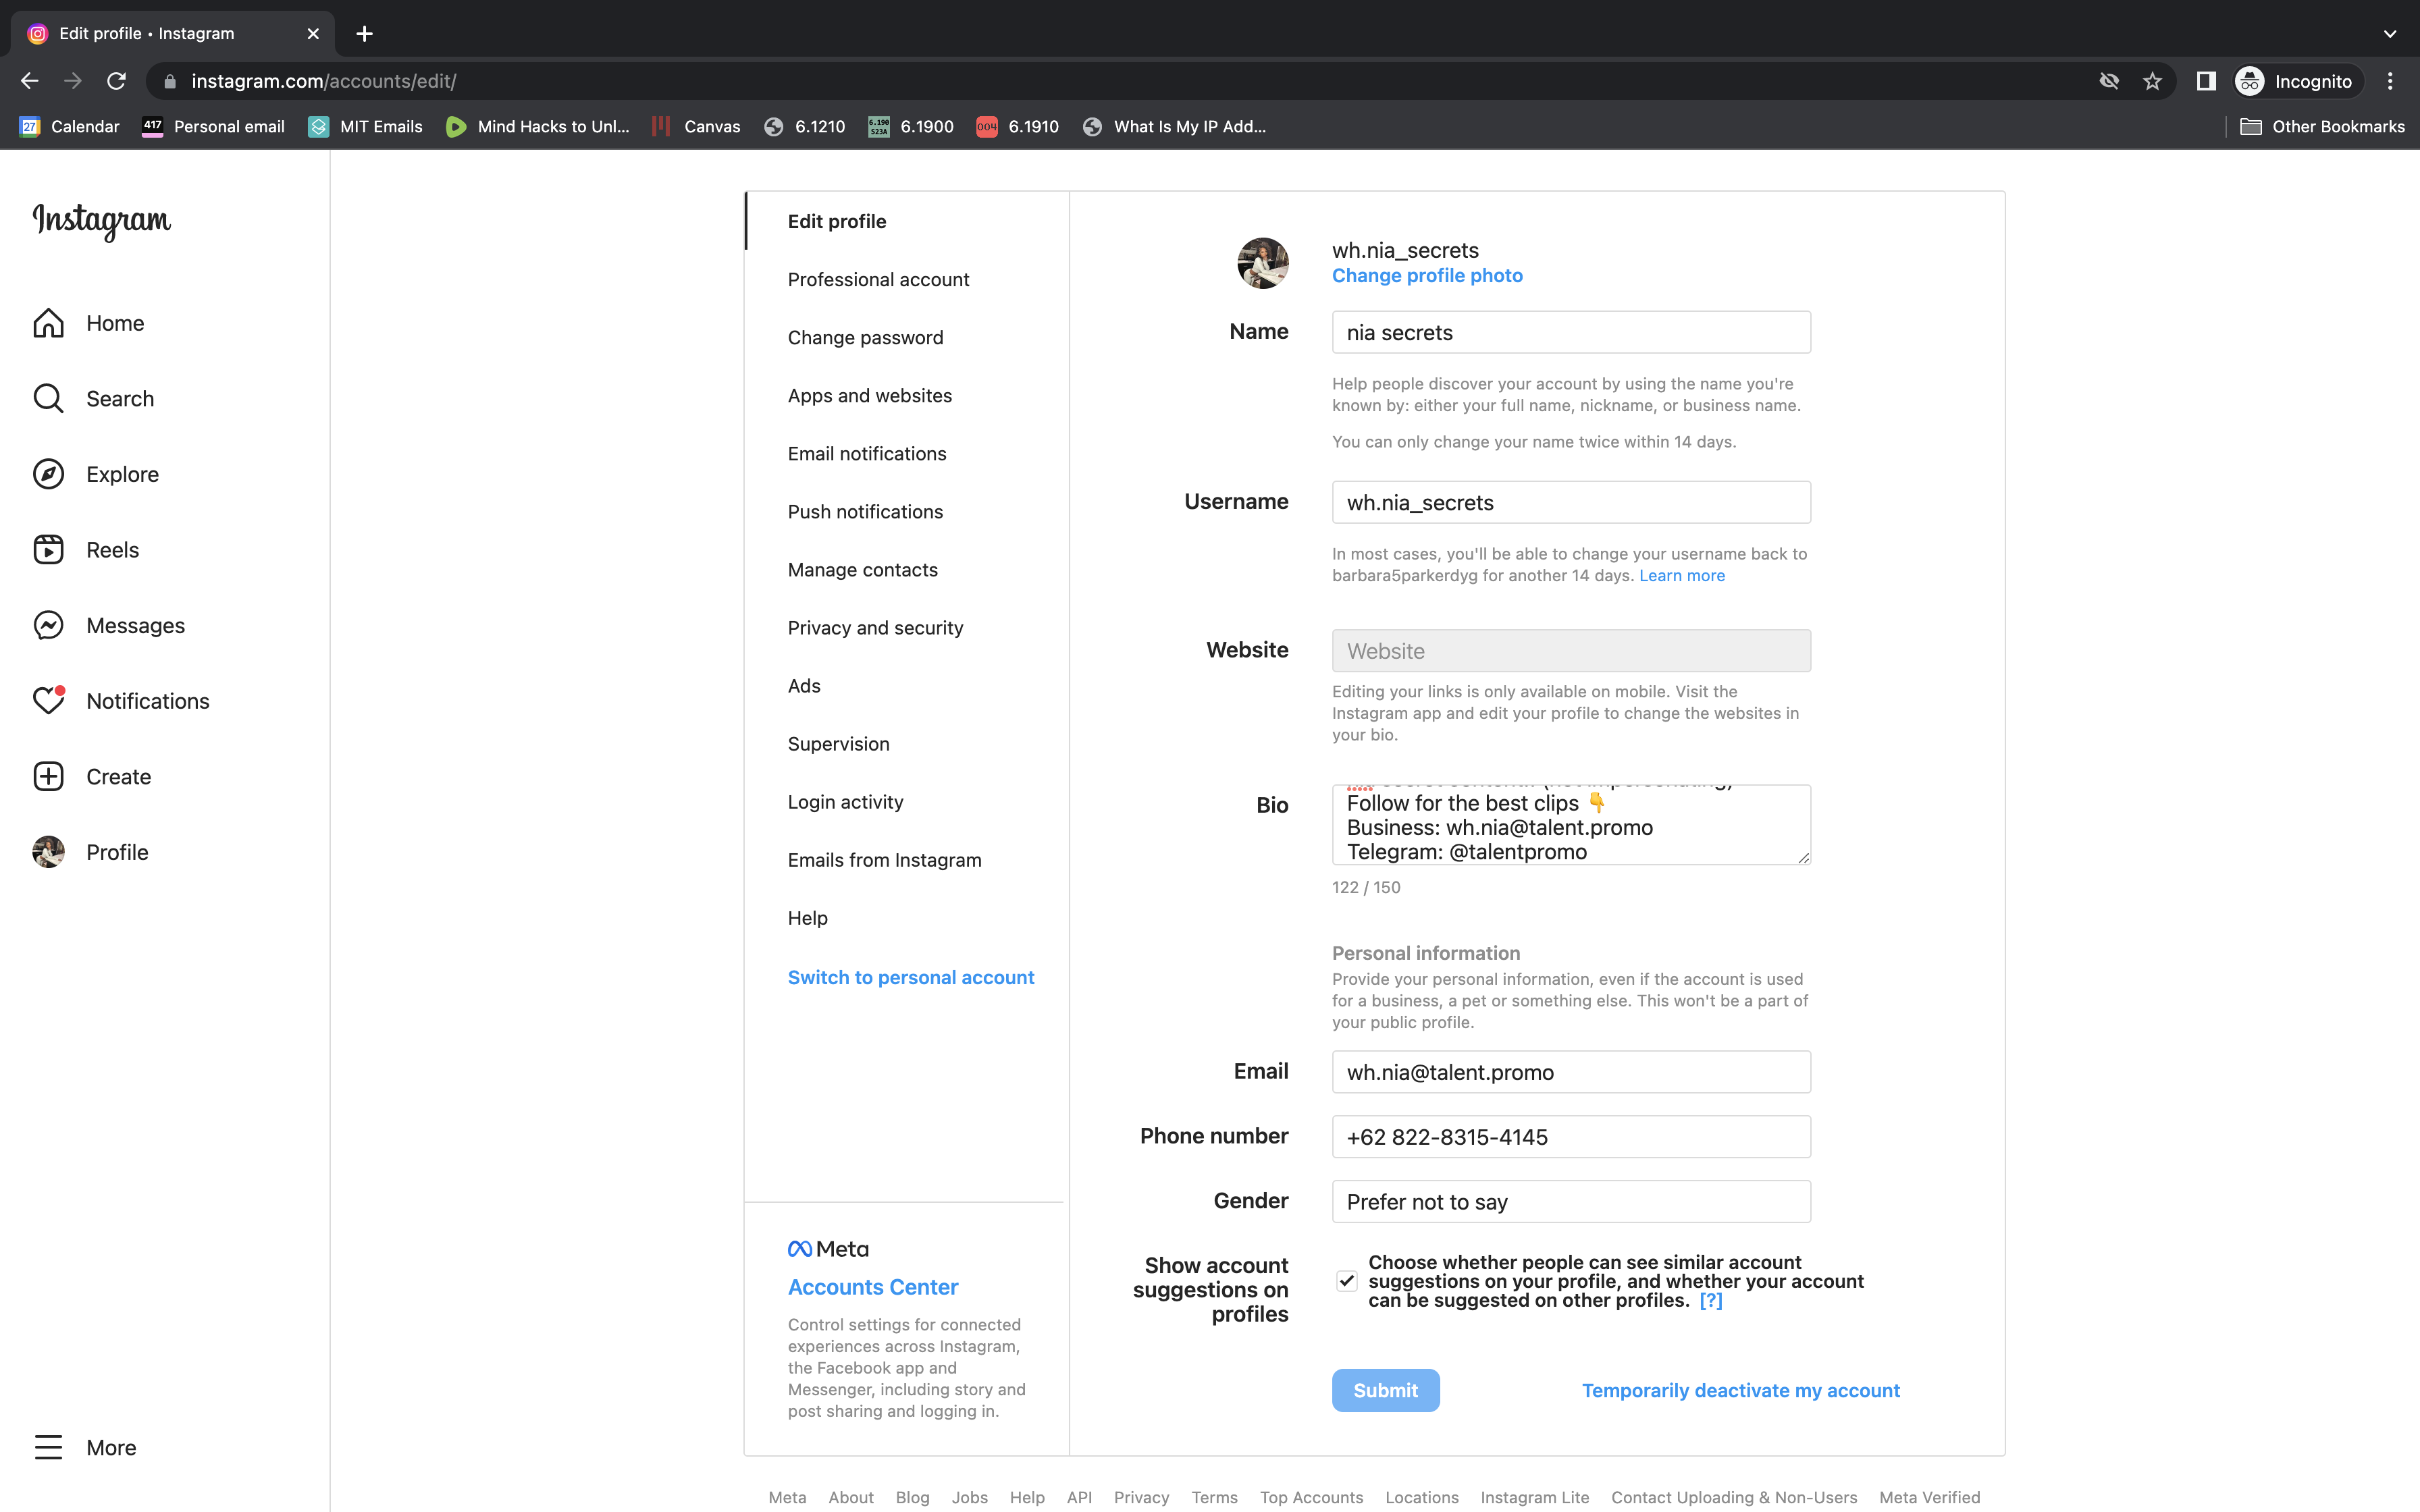 Edit profile • Instagram
instagram.com/accounts/edit/
Incognito
27 Calendar
417 Personal email
MIT Emails
Mind Hacks to Unl...
Canvas
6.1210
6.190 S23A 6.1900
004 6.1910
What Is My IP Add...
Other Bookmarks
Instagram
Home
Search
Explore
Reels
Messages
Notifications
Create
Profile
More
Edit profile
Professional account
Change password
Apps and websites
Email notifications
Push notifications
Manage contacts
Privacy and security
Ads
Supervision
Login activity
Emails from Instagram
Help
Switch to personal account
Meta
Accounts Center
Control settings for connected
experiences across Instagram,
the Facebook app and
Messenger, including story and
post sharing and logging in.
wh.nia_secrets
Change profile photo
Name
nia secrets
Help people discover your account by using the name you're
known by: either your full name, nickname, or business name.
You can only change your name twice within 14 days.
Username
wh.nia_secrets
In most cases, you'll be able to change your username back to
barbara5parkerdyg for another 14 days. Learn more
Website
Website
Editing your links is only available on mobile. Visit the
Instagram app and edit your profile to change the websites in
your bio.
Bio
Follow for the best clips 👇
Business: wh.nia@talent.promo
Telegram: @talentpromo
122 / 150
Personal information
Provide your personal information, even if the account is used
for a business, a pet or something else. This won't be a part of
your public profile.
Email
wh.nia@talent.promo
Phone number
+62 822-8315-4145
Gender
Prefer not to say
Show account
suggestions on
profiles
Choose whether people can see similar account
suggestions on your profile, and whether your account
can be suggested on other profiles. [?]
Submit
Temporarily deactivate my account
Meta About Blog Jobs Help API Privacy Terms Top Accounts Locations Instagram Lite Contact Uploading & Non-Users Meta Verified